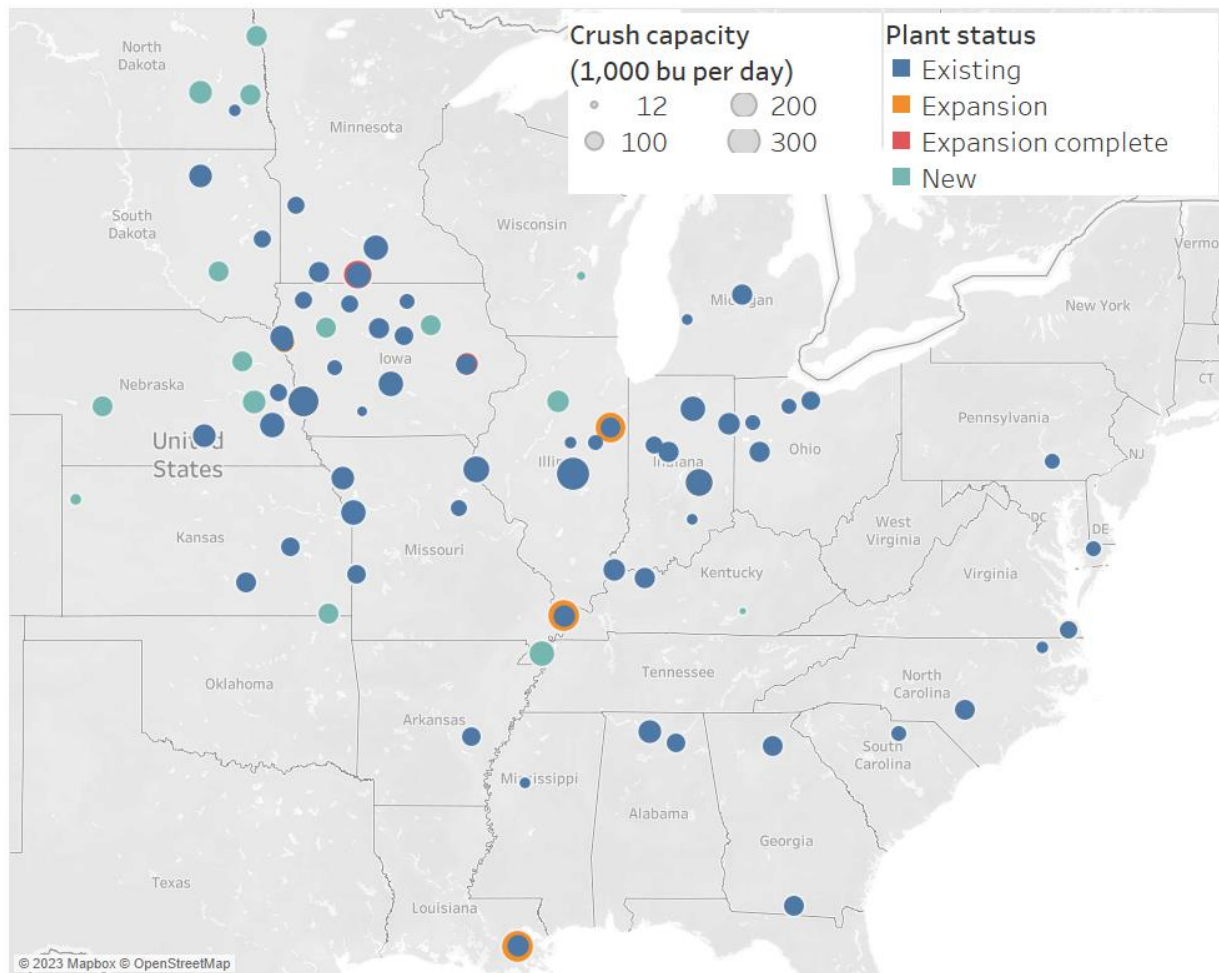 Crush capacity
(1,000 bu per day)
12
200
100
300
Plant status
Existing
Expansion
Expansion complete
New
North
Dakota
Minnesota
South
Dakota
Wisconsin
Michigan
Vermo
New York
Iowa
Nebraska
CT
Pennsylvania
United
States
Illin
Indiana
Ohio
NJ
Kansas
Missouri
West
Virginia
DC
DE
Kentucky
Virginia
Oklahoma
Tennessee
North
Carolina
Arkansas
South
Carolina
Mississippi
Alabama
Georgia
Texas
Louisiana
© 2023 Mapbox © OpenStreetMap